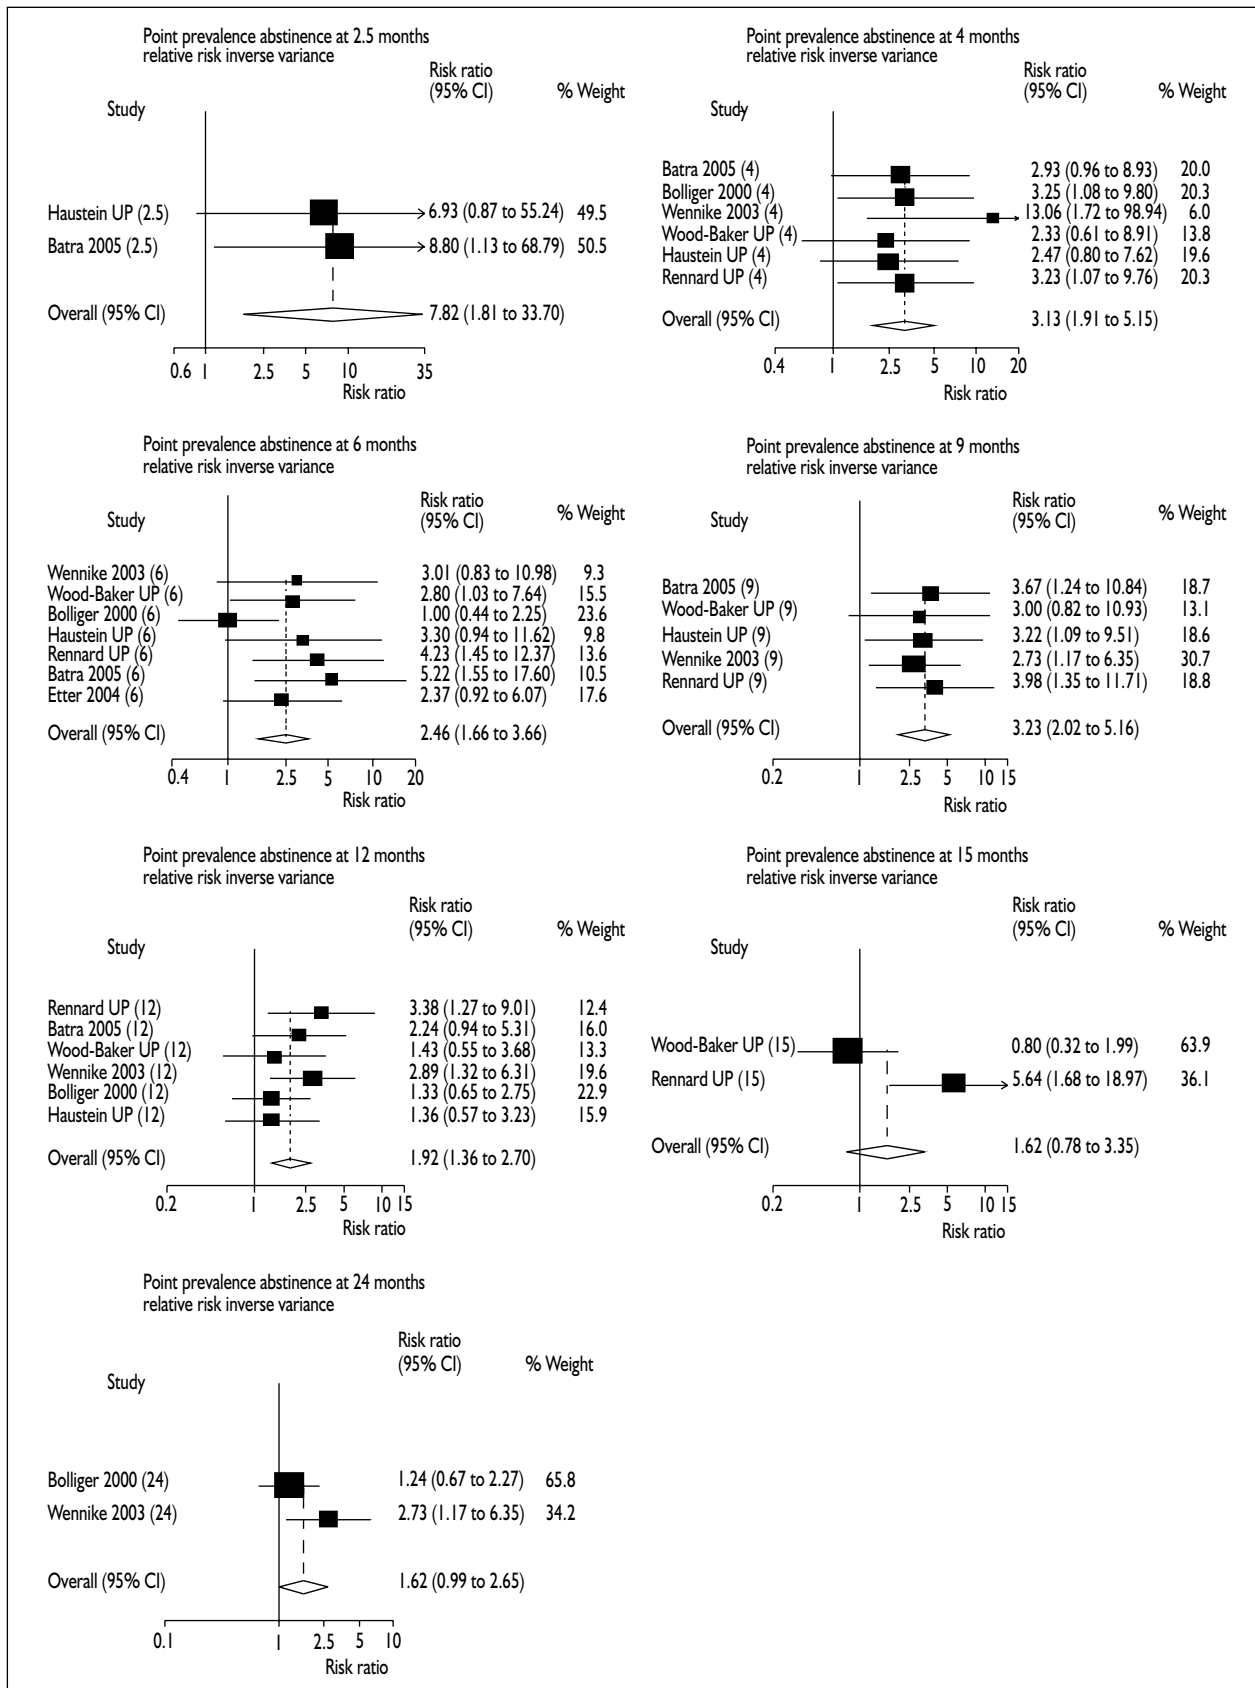 Point prevalence abstinence at 2.5 months
relative risk inverse variance
Risk ratio
(95% CI) % Weight
Study
Haustein UP (2.5) 6.93 (0.87 to 55.24) 49.5
Batra 2005 (2.5) 8.80 (1.13 to 68.79) 50.5
Overall (95% CI) 7.82 (1.81 to 33.70)
0.6 1 2.5 5 10 35
Risk ratio
Point prevalence abstinence at 4 months
relative risk inverse variance
Risk ratio
(95% CI) % Weight
Study
Batra 2005 (4) 2.93 (0.96 to 8.93) 20.0
Bolliger 2000 (4) 3.25 (1.08 to 9.80) 20.3
Wennike 2003 (4) 13.06 (1.72 to 98.94) 6.0
Wood-Baker UP (4) 2.33 (0.61 to 8.91) 13.8
Haustein UP (4) 2.47 (0.80 to 7.62) 19.6
Rennard UP (4) 3.23 (1.07 to 9.76) 20.3
Overall (95% CI) 3.13 (1.91 to 5.15)
0.4 1 2.5 5 10 20
Risk ratio
Point prevalence abstinence at 6 months
relative risk inverse variance
Risk ratio
(95% CI) % Weight
Study
Wennike 2003 (6) 3.01 (0.83 to 10.98) 9.3
Wood-Baker UP (6) 2.80 (1.03 to 7.64) 15.5
Bolliger 2000 (6) 1.00 (0.44 to 2.25) 23.6
Haustein UP (6) 3.30 (0.94 to 11.62) 9.8
Rennard UP (6) 4.23 (1.45 to 12.37) 13.6
Batra 2005 (6) 5.22 (1.55 to 17.60) 10.5
Etter 2004 (6) 2.37 (0.92 to 6.07) 17.6
Overall (95% CI) 2.46 (1.66 to 3.66)
0.4 1 2.5 5 10 20
Risk ratio
Point prevalence abstinence at 9 months
relative risk inverse variance
Risk ratio
(95% CI) % Weight
Study
Batra 2005 (9) 3.67 (1.24 to 10.84) 18.7
Wood-Baker UP (9) 3.00 (0.82 to 10.93) 13.1
Haustein UP (9) 3.22 (1.09 to 9.51) 18.6
Wennike 2003 (9) 2.73 (1.17 to 6.35) 30.7
Rennard UP (9) 3.98 (1.35 to 11.71) 18.8
Overall (95% CI) 3.23 (2.02 to 5.16)
0.2 1 2.5 5 10 15
Risk ratio
Point prevalence abstinence at 12 months
relative risk inverse variance
Risk ratio
(95% CI) % Weight
Study
Rennard UP (12) 3.38 (1.27 to 9.01) 12.4
Batra 2005 (12) 2.24 (0.94 to 5.31) 16.0
Wood-Baker UP (12) 1.43 (0.55 to 3.68) 13.3
Wennike 2003 (12) 2.89 (1.32 to 6.31) 19.6
Bolliger 2000 (12) 1.33 (0.65 to 2.75) 22.9
Haustein UP (12) 1.36 (0.57 to 3.23) 15.9
Overall (95% CI) 1.92 (1.36 to 2.70)
0.2 1 2.5 5 10 15
Risk ratio
Point prevalence abstinence at 15 months
relative risk inverse variance
Risk ratio
(95% CI) % Weight
Study
Wood-Baker UP (15) 0.80 (0.32 to 1.99) 63.9
Rennard UP (15) 5.64 (1.68 to 18.97) 36.1
Overall (95% CI) 1.62 (0.78 to 3.35)
0.2 1 2.5 5 10 15
Risk ratio
Point prevalence abstinence at 24 months
relative risk inverse variance
Risk ratio
(95% CI) % Weight
Study
Bolliger 2000 (24) 1.24 (0.67 to 2.27) 65.8
Wennike 2003 (24) 2.73 (1.17 to 6.35) 34.2
Overall (95% CI) 1.62 (0.99 to 2.65)
0.1 1 2.5 5 10
Risk ratio